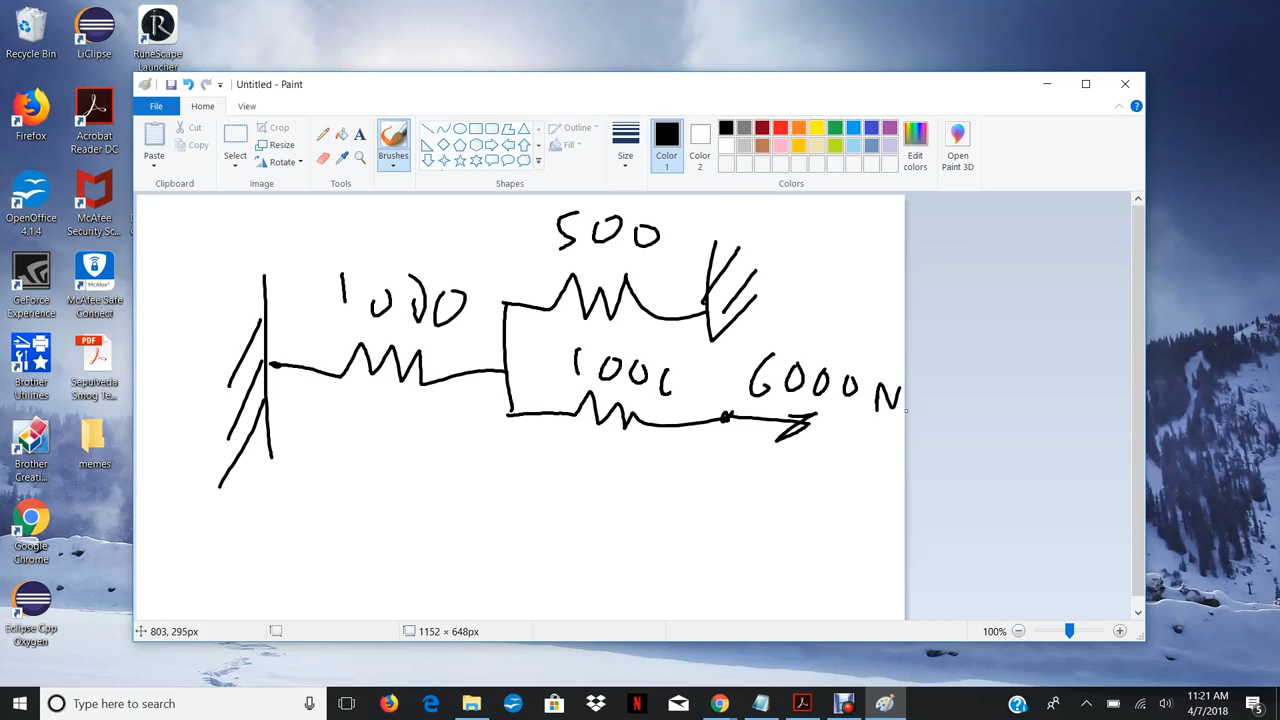 Recycle Bin
LiClipse
RuneScape Launcher
Firefox
Acrobat Reader DC
OpenOffice 4.1.4
McAfee Security Sc...
GeForce Experience
McAfee Safe Connect
Brother Utilities
Sepulveda Smog Te...
Brother Creati...
memes
Google Chrome
Eclipse Cpp Oxygen
Untitled - Paint
File
Home
View
Paste
Cut
Copy
Clipboard
Select
Crop
Resize
Rotate
Image
Tools
Brushes
Outline
Fill
Shapes
Size
Color 1
Color 2
Edit colors
Colors
Open Paint 3D
500
1000
6000 N
803, 295px
1152 × 648px
100%
Type here to search
11:21 AM
4/7/2018
5